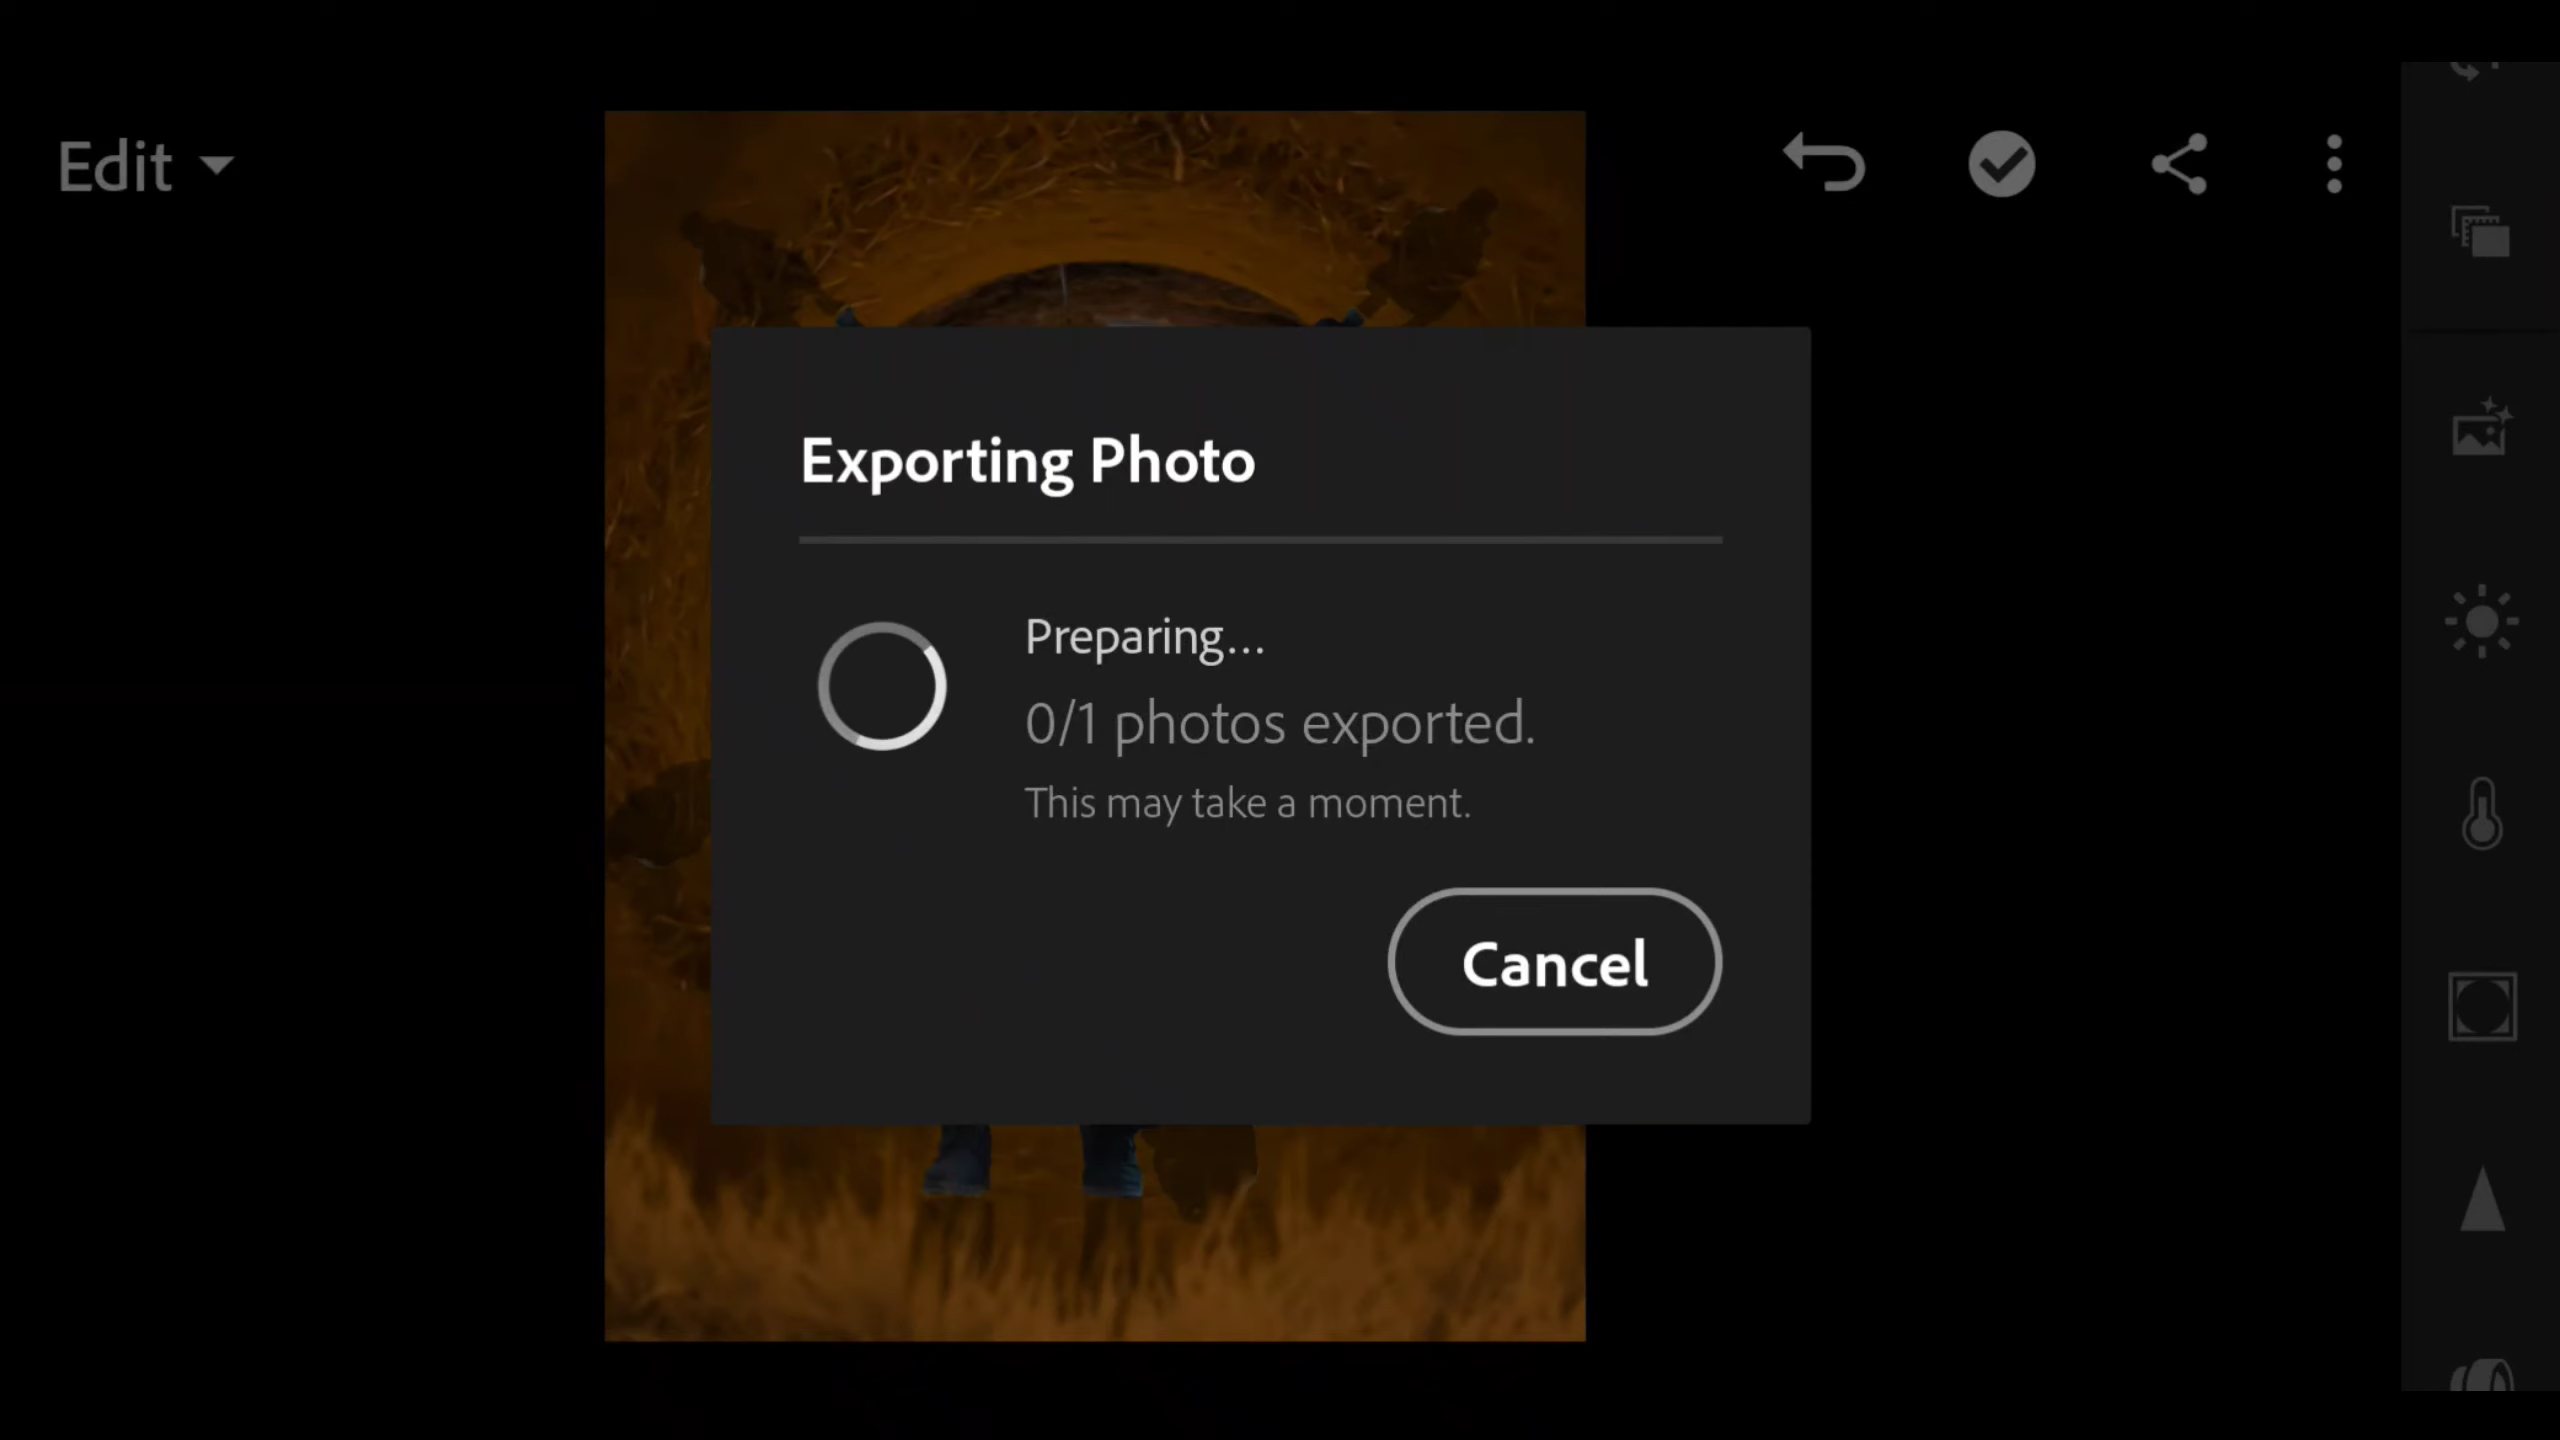 Edit
Exporting Photo
Preparing...
0/1 photos exported.
This may take a moment.
Cancel